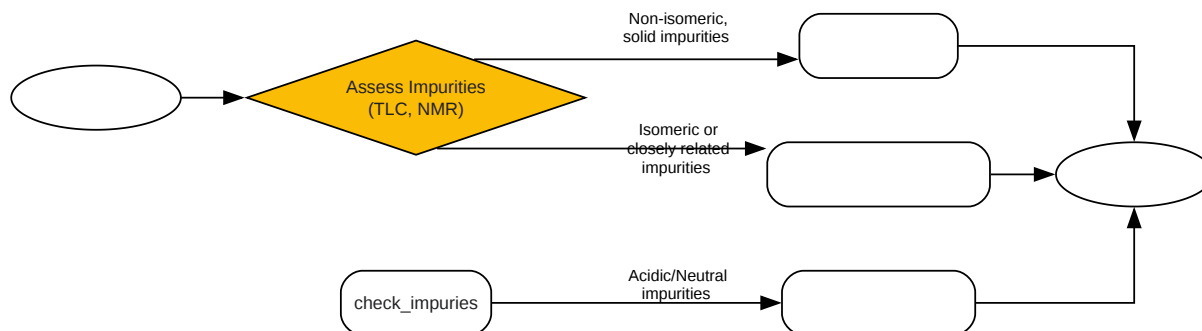 Non-isomeric,
solid impurities
Assess Impurities
(TLC, NMR)
Isomeric or
closely related
impurities
Acidic/Neutral
impurities
check_impuries